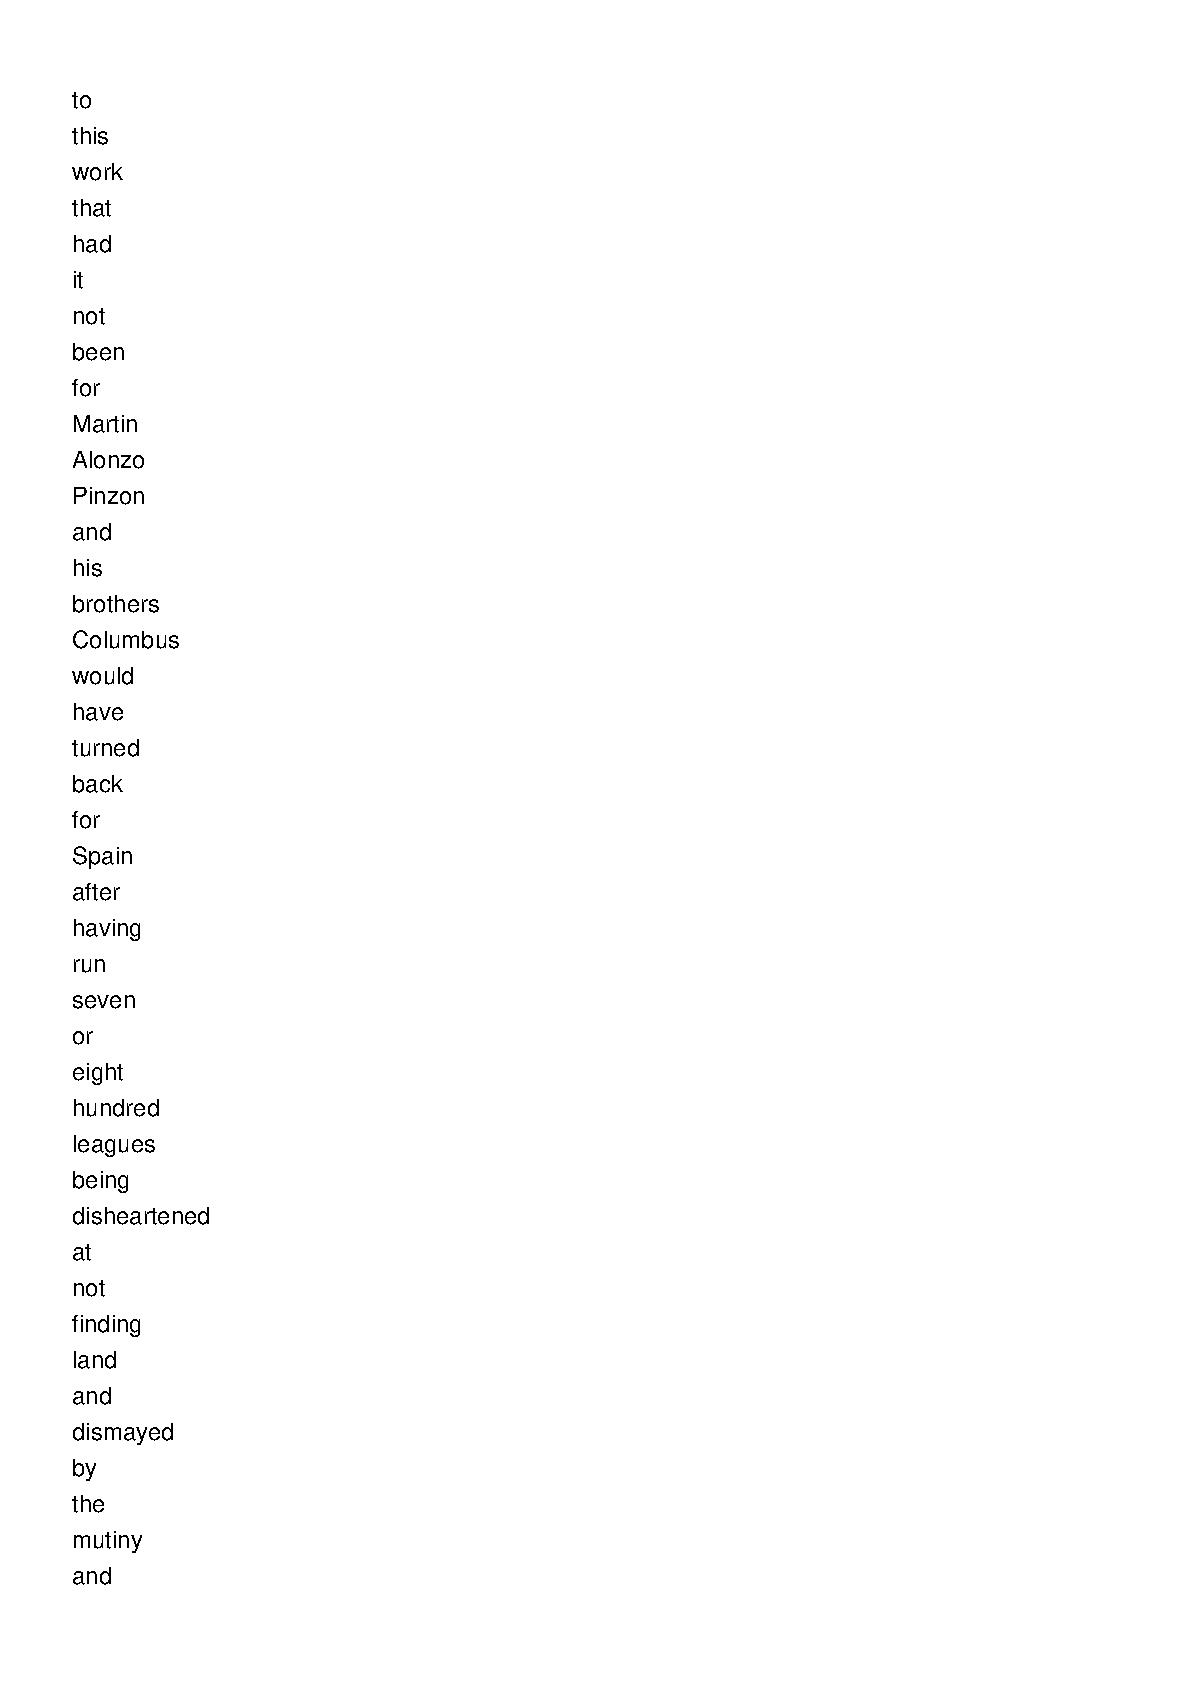 to
this
work
that
had
it
not
been
for
Martin
Alonzo
Pinzon
and
his
brothers
Columbus
would
have
turned
back
for
Spain
after
having
run
seven
or
eight
hundred
leagues
being
disheartened
at
not
finding
land
and
dismayed
by
the
mutiny
and